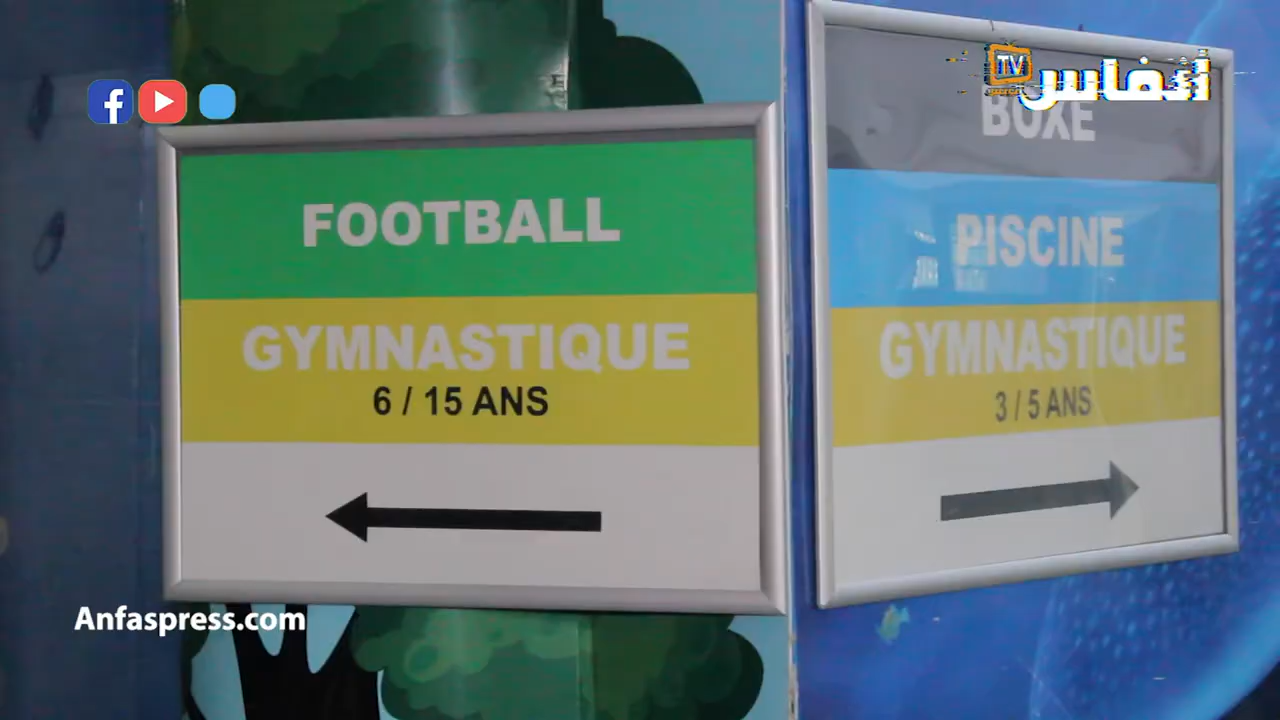 FOOTBALL
GYMNASTIQUE
6 / 15 ANS
BOXE
PISCINE
GYMNASTIQUE
3 / 5 ANS
TV
أنفاس
Anfaspress.com